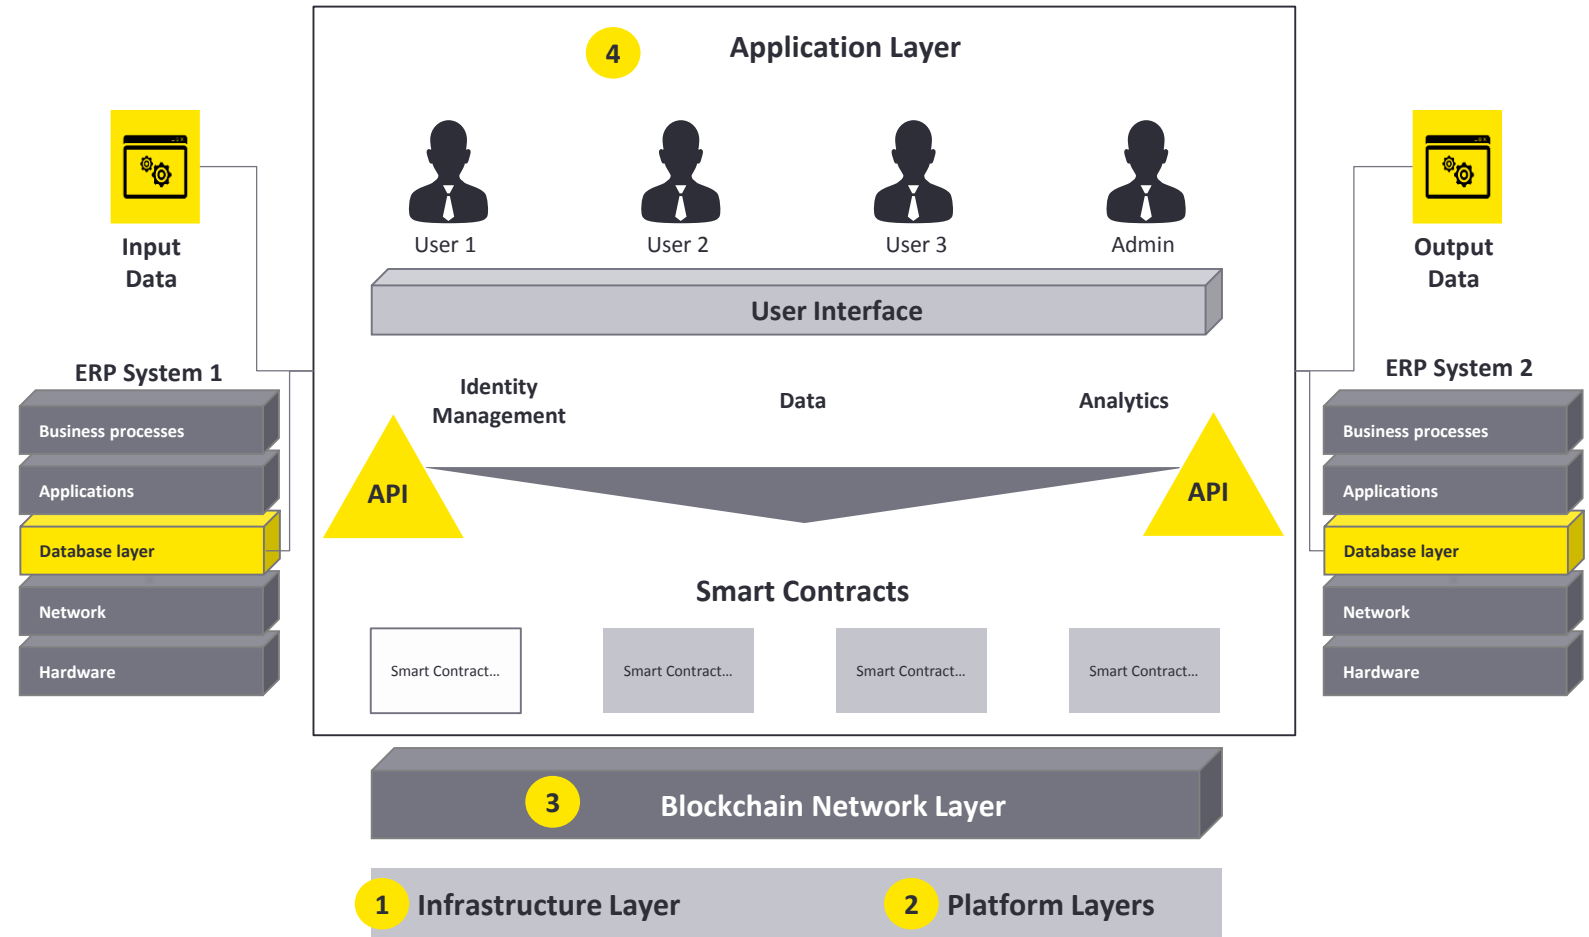 4
Application Layer
Input
Data
User 1
User 2
User 3
Admin
Output
Data
User Interface
ERP System 1
Business processes
Applications
Database layer
Network
Hardware
Identity
Management
Data
Analytics
API
API
Smart Contracts
Smart Contract...
Smart Contract...
Smart Contract...
Smart Contract...
ERP System 2
Business processes
Applications
Database layer
Network
Hardware
3
Blockchain Network Layer
1
Infrastructure Layer
2
Platform Layers